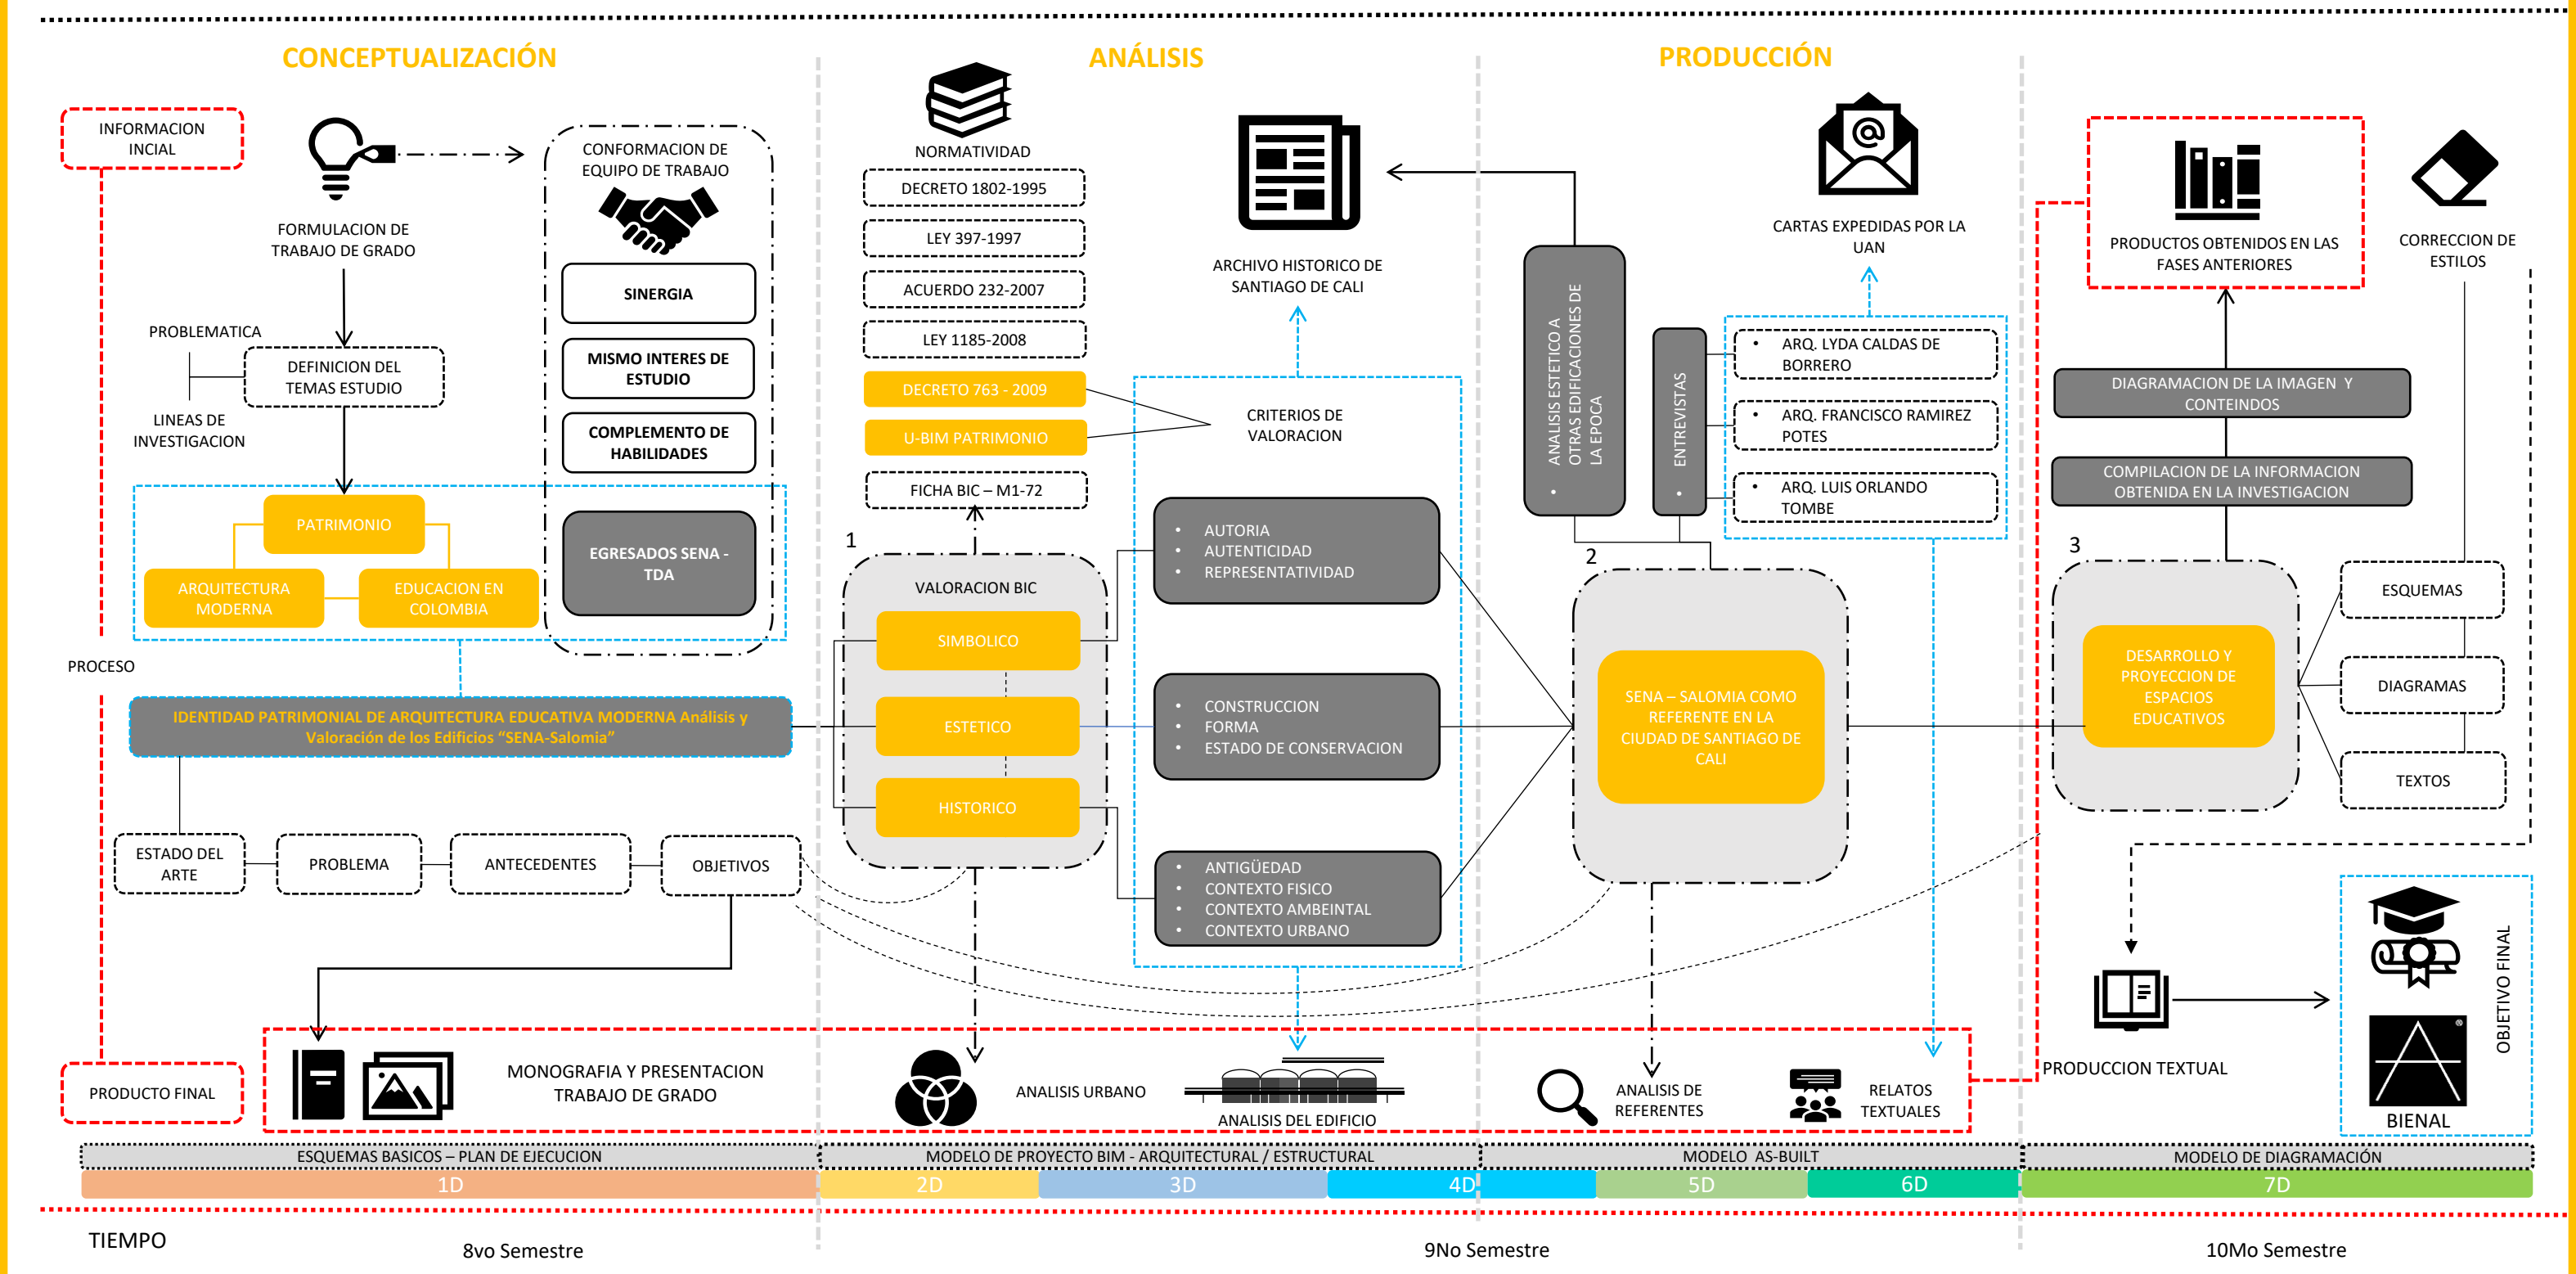 CONCEPTUALIZACIÓN
ANÁLISIS
PRODUCCIÓN
INFORMACION
INCIAL
FORMULACION DE
TRABAJO DE GRADO
PROBLEMATICA
DEFINICION DEL
TEMAS ESTUDIO
LINEAS DE
INVESTIGACION
PATRIMONIO
ARQUITECTURA
MODERNA
EDUCACION EN
COLOMBIA
CONFORMACION DE
EQUIPO DE TRABAJO
SINERGIA
MISMO INTERES DE
ESTUDIO
COMPLEMENTO DE
HABILIDADES
EGRESADOS SENA -
TDA
PROCESO
IDENTIDAD PATRIMONIAL DE ARQUITECTURA EDUCATIVA MODERNA Análisis y
Valoración de los Edificios “SENA-Salomia”
ESTADO DEL
ARTE
PROBLEMA
ANTECEDENTES
OBJETIVOS
NORMATIVIDAD
DECRETO 1802-1995
LEY 397-1997
ACUERDO 232-2007
LEY 1185-2008
DECRETO 763 - 2009
U-BIM PATRIMONIO
FICHA BIC – M1-72
1
VALORACION BIC
SIMBOLICO
ESTETICO
HISTORICO
ARCHIVO HISTORICO DE
SANTIAGO DE CALI
CRITERIOS DE
VALORACION
• AUTORIA
• AUTENTICIDAD
• REPRESENTATIVIDAD
• CONSTRUCCION
• FORMA
• ESTADO DE CONSERVACION
• ANTIGÜEDAD
• CONTEXTO FISICO
• CONTEXTO AMBEINTAL
• CONTEXTO URBANO
• ANALISIS ESTETICO A
OTRAS EDIFICACIONES DE
LA EPOCA
• ENTREVISTAS
CARTAS EXPEDIDAS POR LA
UAN
• ARQ. LYDA CALDAS DE
BORRERO
• ARQ. FRANCISCO RAMIREZ
POTES
• ARQ. LUIS ORLANDO
TOMBE
2
SENA – SALOMIA COMO
REFERENTE EN LA
CIUDAD DE SANTIAGO DE
CALI
PRODUCTOS OBTENIDOS EN LAS
FASES ANTERIORES
CORRECCION DE
ESTILOS
DIAGRAMACION DE LA IMAGEN Y
CONTEINDOS
COMPILACION DE LA INFORMACION
OBTENIDA EN LA INVESTIGACION
3
DESARROLLO Y
PROYECCION DE
ESPACIOS
EDUCATIVOS
ESQUEMAS
DIAGRAMAS
TEXTOS
PRODUCCION TEXTUAL
OBJETIVO FINAL
®
BIENAL
PRODUCTO FINAL
MONOGRAFIA Y PRESENTACION
TRABAJO DE GRADO
ANALISIS URBANO
ANALISIS DEL EDIFICIO
ANALISIS DE
REFERENTES
RELATOS
TEXTUALES
ESQUEMAS BASICOS – PLAN DE EJECUCION
MODELO DE PROYECTO BIM - ARQUITECTURAL / ESTRUCTURAL
MODELO AS-BUILT
MODELO DE DIAGRAMACIÓN
1D
2D
3D
4D
5D
6D
7D
TIEMPO
8vo Semestre
9No Semestre
10Mo Semestre